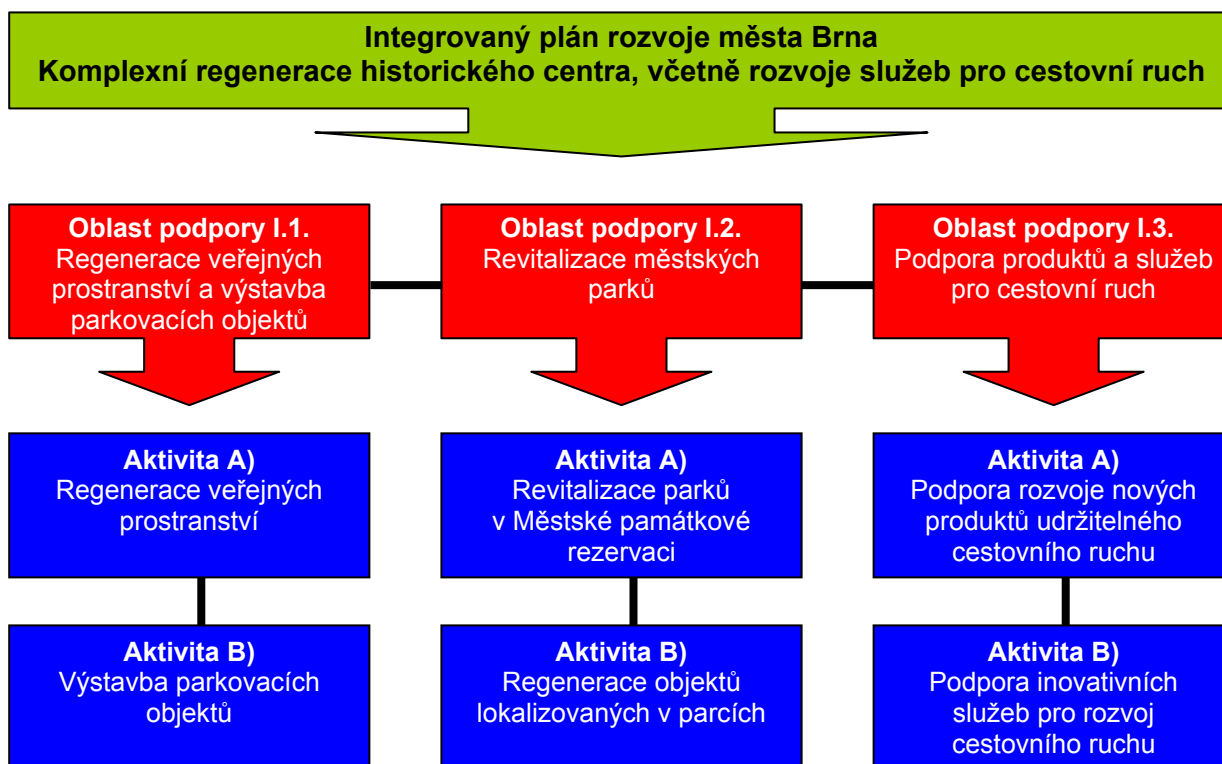 Integrovaný plán rozvoje města Brna
Komplexní regenerace historického centra, včetně rozvoje služeb pro cestovní ruch
Oblast podpory I.1.
Regenerace veřejných
prostranství a výstavba
parkovacích objektů
Oblast podpory I.2.
Revitalizace městských
parků
Oblast podpory I.3.
Podpora produktů a služeb
pro cestovní ruch
Aktivita A)
Regenerace veřejných
prostranství
Aktivita A)
Revitalizace parků
v Městské památkové
rezervaci
Aktivita A)
Podpora rozvoje nových
produktů udržitelného
cestovního ruchu
Aktivita B)
Výstavba parkovacích
objektů
Aktivita B)
Regenerace objektů
lokalizovaných v parcích
Aktivita B)
Podpora inovativních
služeb pro rozvoj
cestovního ruchu